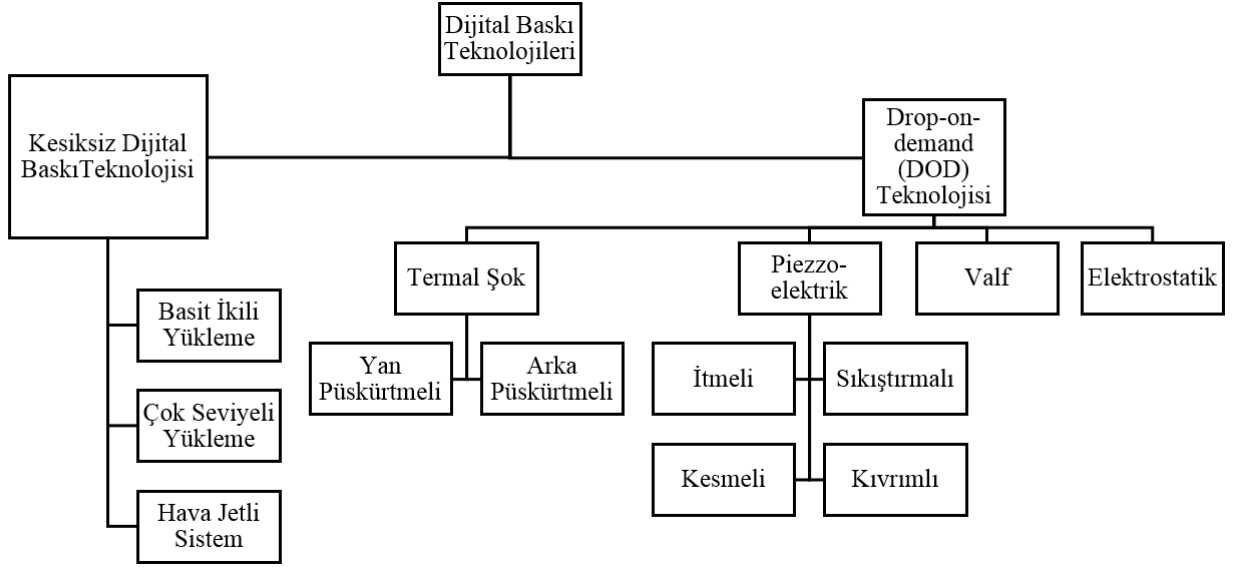 Dijital Baskı
Teknolojileri
Kesiksiz Dijital
BaskıTeknolojisi
Drop-on-
demand
(DOD)
Teknolojisi
Basit İkili
Yükleme
Çok Seviyeli
Yükleme
Hava Jetli
Sistem
Termal Şok
Yan
Püskürtmeli
Arka
Püskürtmeli
Piezzo-
elektrik
İtmeli
Sıkıştırmalı
Kesmeli
Kıvrımlı
Valf
Elektrostatik